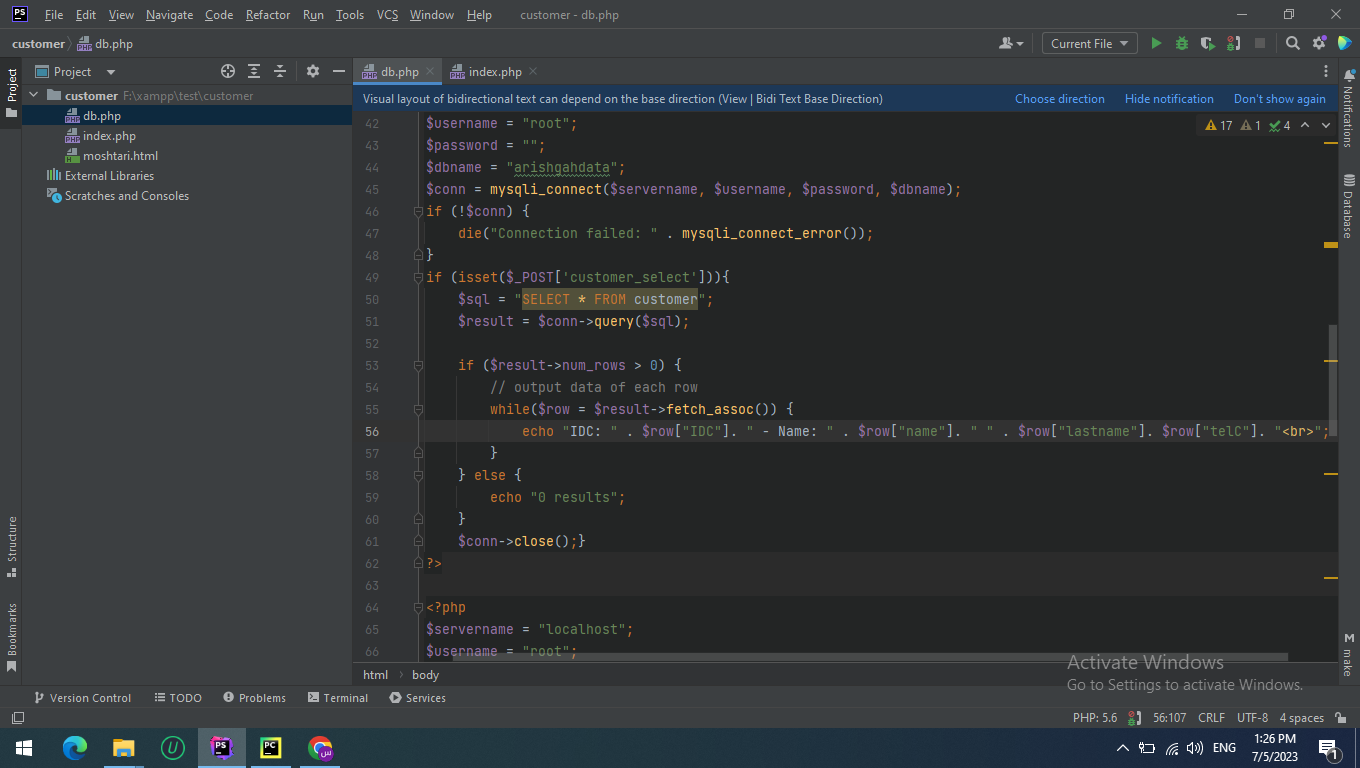 PS File Edit View Navigate Code Refactor Run Tools VCS Window Help customer - db.php
customer db.php Current File
Project
Project
db.php index.php
customer F:\xampp\test\customer
db.php
index.php
moshtari.html
External Libraries
Scratches and Consoles
Structure
Bookmarks
Visual layout of bidirectional text can depend on the base direction (View | Bidi Text Base Direction) Choose direction Hide notification Don't show again
17 1 4
42 $username = "root";
43 $password = "";
44 $dbname = "arishgahdata";
45 $conn = mysqli_connect($servername, $username, $password, $dbname);
46 if (!$conn) {
47 die("Connection failed: " . mysqli_connect_error());
48 }
49 if (isset($_POST['customer_select'])){
50 $sql = "SELECT * FROM customer";
51 $result = $conn->query($sql);
52
53 if ($result->num_rows > 0) {
54 // output data of each row
55 while($row = $result->fetch_assoc()) {
56 echo "IDC: " . $row["IDC"]. " - Name: " . $row["name"]. " " . $row["lastname"]. $row["telC"]. "<br>";
57 }
58 } else {
59 echo "0 results";
60 }
61 $conn->close();}
62 ?>
63
64 <?php
65 $servername = "localhost";
66 $username = "root";
html body
Notifications
Database
M make
Activate Windows
Go to Settings to activate Windows.
Version Control TODO Problems Terminal Services
PHP: 5.6 56:107 CRLF UTF-8 4 spaces
U PS PC س ENG 1:26 PM
7/5/2023 1